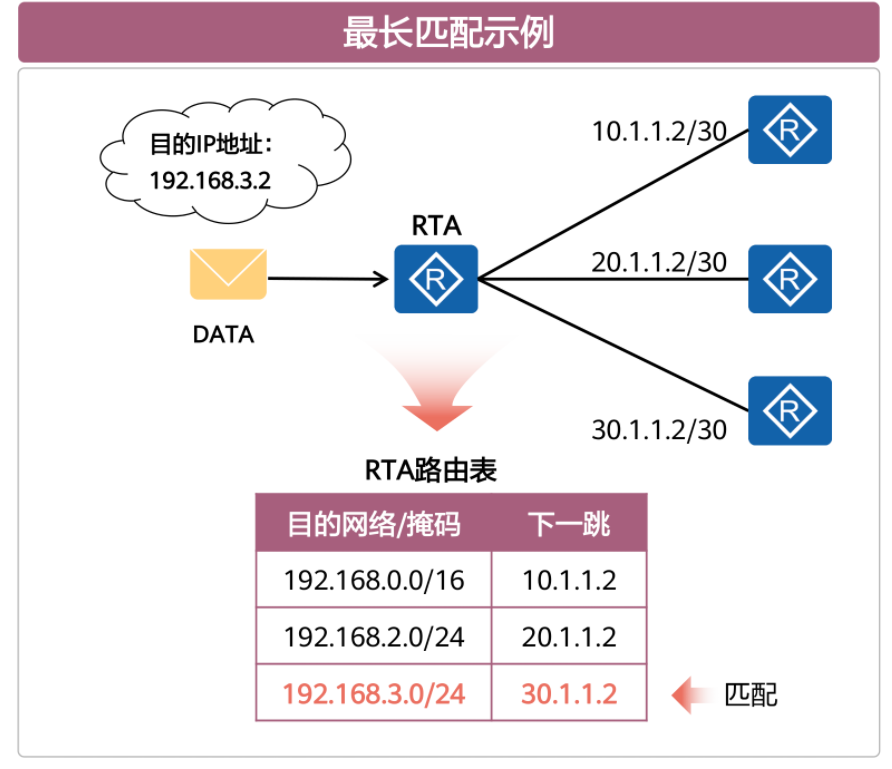 最长匹配示例
目的IP地址：
192.168.3.2
10.1.1.2/30
RTA
R
R
20.1.1.2/30
R
DATA
R
30.1.1.2/30
RTA路由表
目的网络/掩码 下一跳
192.168.0.0/16 10.1.1.2
192.168.2.0/24 20.1.1.2
192.168.3.0/24 30.1.1.2 匹配